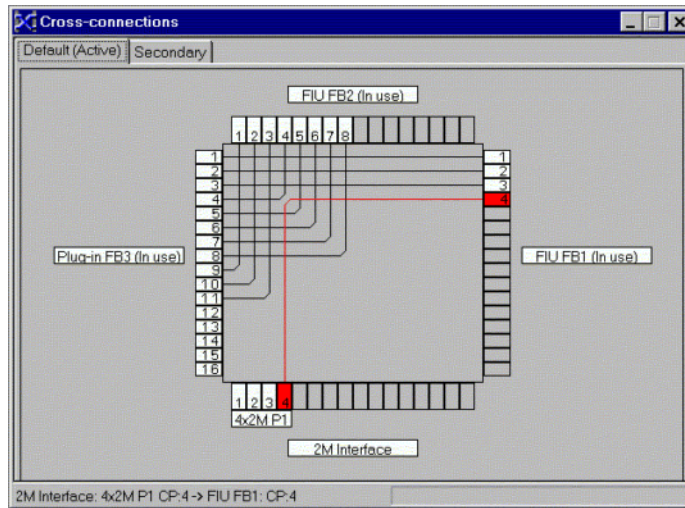 Cross-connections
Default (Active) Secondary
FIU FB2 (In use)
1 2 3 4 5 6 7 8
1
2
3
4
5
6
7
8
9
10
11
12
13
14
15
16
Plug-in FB3 (In use)
1
2
3
4
FIU FB1 (In use)
1 2 3 4
4x2M P1
2M Interface
2M Interface: 4x2M P1 CP:4 -> FIU FB1: CP:4